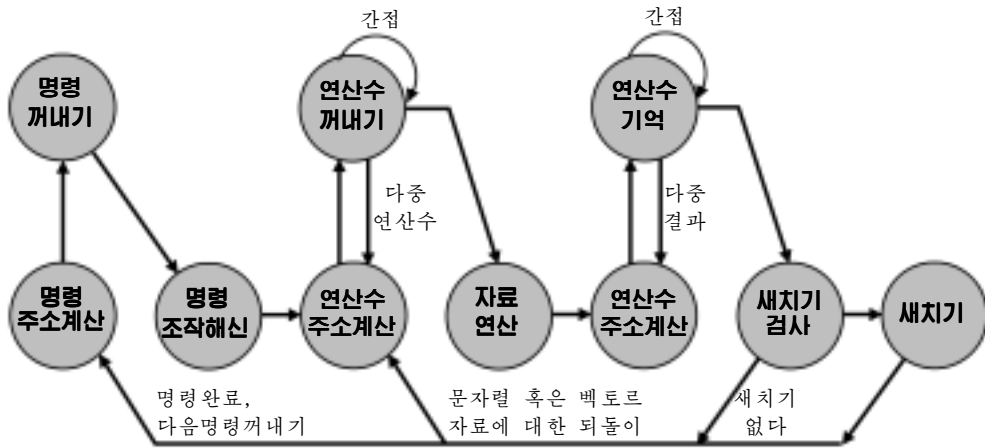 간접
간접
명령
꺼내기
연산수
꺼내기
연산수
기억
다중
연산수
다중
결과
명령
주소계산
명령
조작해신
연산수
주소계산
자료
연산
연산수
주소계산
새치기
검사
새치기
명령완료,
다음명령꺼내기
문자렬 혹은 벡토르
자료에 대한 되돌이
새치기
없다